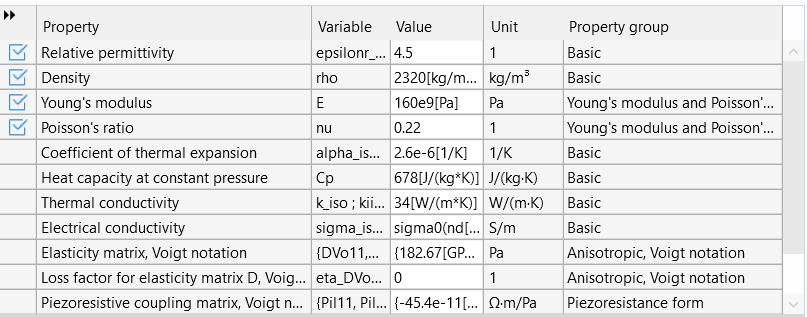 Property Variable Value Unit Property group
Relative permittivity epsilonr_... 4.5 1 Basic
Density rho 2320[kg/m... kg/m³ Basic
Young's modulus E 160e9[Pa] Pa Young's modulus and Poisson'...
Poisson's ratio nu 0.22 1 Young's modulus and Poisson'...
Coefficient of thermal expansion alpha_is... 2.6e-6[1/K] 1/K Basic
Heat capacity at constant pressure Cp 678[J/(kg*K)] J/(kg·K) Basic
Thermal conductivity k_iso ; kii... 34[W/(m*K)] W/(m·K) Basic
Electrical conductivity sigma_is... sigma0(nd[... S/m Basic
Elasticity matrix, Voigt notation {DVo11,... {182.67[GP... Pa Anisotropic, Voigt notation
Loss factor for elasticity matrix D, Voig... eta_DVo... 0 1 Anisotropic, Voigt notation
Piezoresistive coupling matrix, Voigt n... {Pil11, Pil... {-45.4e-11[... Ω·m/Pa Piezoresistance form